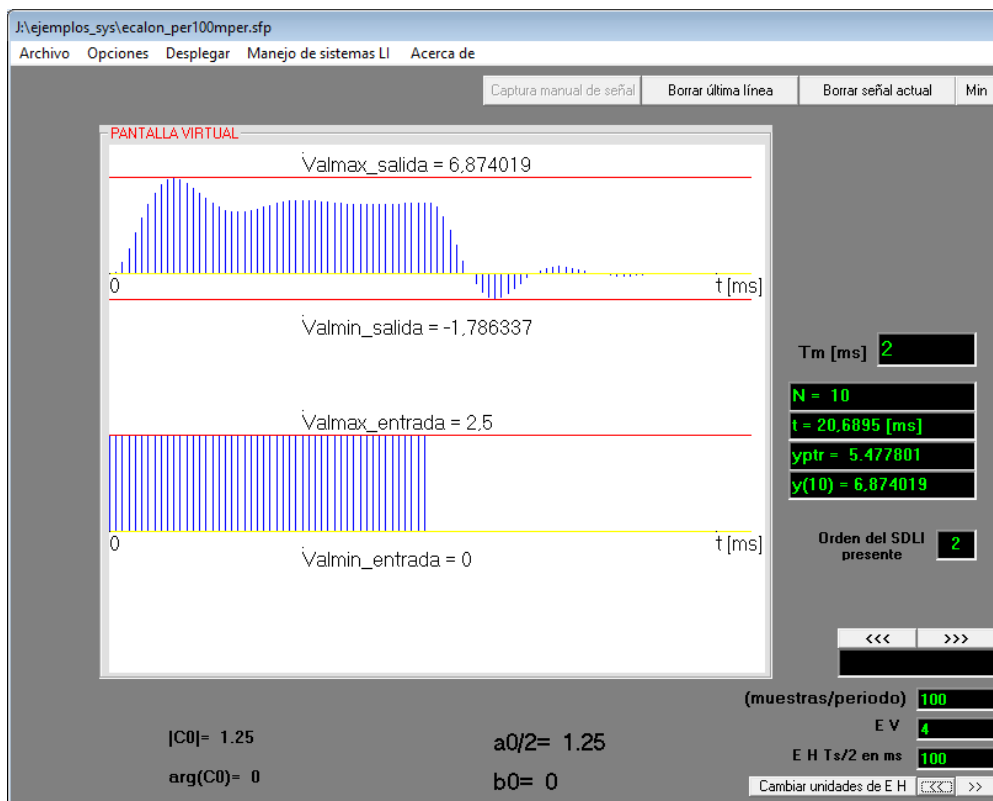 J:\ejemplos_sys\ecalon_per100mper.sfp
Archivo Opciones Desplegar Manejo de sistemas LI Acerca de
Captura manual de señal Borrar última línea Borrar señal actual Min
PANTALLA VIRTUAL
Valmax_salida = 6,874019
0 t [ms]
Valmin_salida = -1,786337
Tm [ms] 2
N = 10
t = 20,6895 [ms]
yptr = 5.477801
y(10) = 6,874019
Valmax_entrada = 2,5
0 t [ms]
Valmin_entrada = 0
Orden del SDLI
presente 2
<<< >>>
(muestras/periodo) 100
E V 4
E H Ts/2 en ms 100
Cambiar unidades de E H << >>
|C0|= 1.25 a0/2= 1.25
arg(C0)= 0 b0= 0